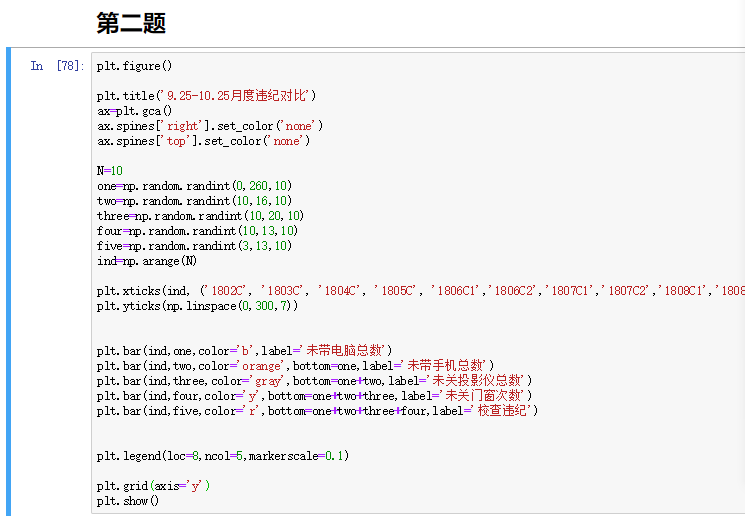 第二题
In [78]:
plt.figure()
plt.title('9.25-10.25月度违纪对比')
ax=plt.gca()
ax.spines['right'].set_color('none')
ax.spines['top'].set_color('none')
N=10
one=np.random.randint(0,260,10)
two=np.random.randint(10,16,10)
three=np.random.randint(10,20,10)
four=np.random.randint(10,13,10)
five=np.random.randint(3,13,10)
ind=np.arange(N)
plt.xticks(ind, ('1802C', '1803C', '1804C', '1805C', '1806C1','1806C2','1807C1','1807C2','1808C1','1808
plt.yticks(np.linspace(0,300,7))
plt.bar(ind,one,color='b',label='未带电脑总数')
plt.bar(ind,two,color='orange',bottom=one,label='未带手机总数')
plt.bar(ind,three,color='gray',bottom=one+two,label='未关投影仪总数')
plt.bar(ind,four,color='y',bottom=one+two+three,label='未关门窗次数')
plt.bar(ind,five,color='r',bottom=one+two+three+four,label='校查违纪')
plt.legend(loc=8,ncol=5,markerscale=0.1)
plt.grid(axis='y')
plt.show()